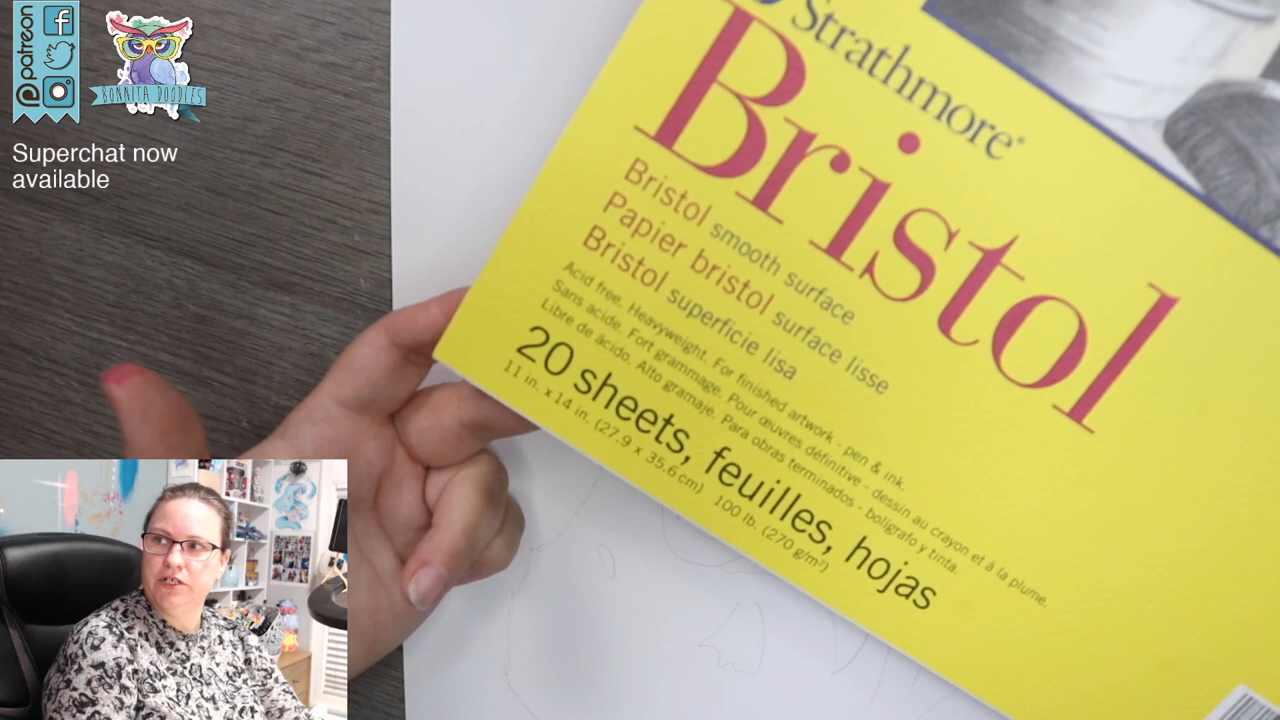 patreon
BONNITA DOODLES
Superchat now
available
Strathmore®
Bristol
Bristol smooth surface
Papier bristol surface lisse
Bristol superficie lisa
Acid free. Heavyweight. For finished artwork - pen & ink.
Sans acide. Fort grammage. Pour œuvres définitive - dessin au crayon et à la plume.
Libre de ácido. Alto gramaje. Para obras terminados - bolígrafo y tinta.
20 sheets, feuilles, hojas
11 in. x 14 in. (27.9 x 35.6 cm) 100 lb. (270 g/m²)